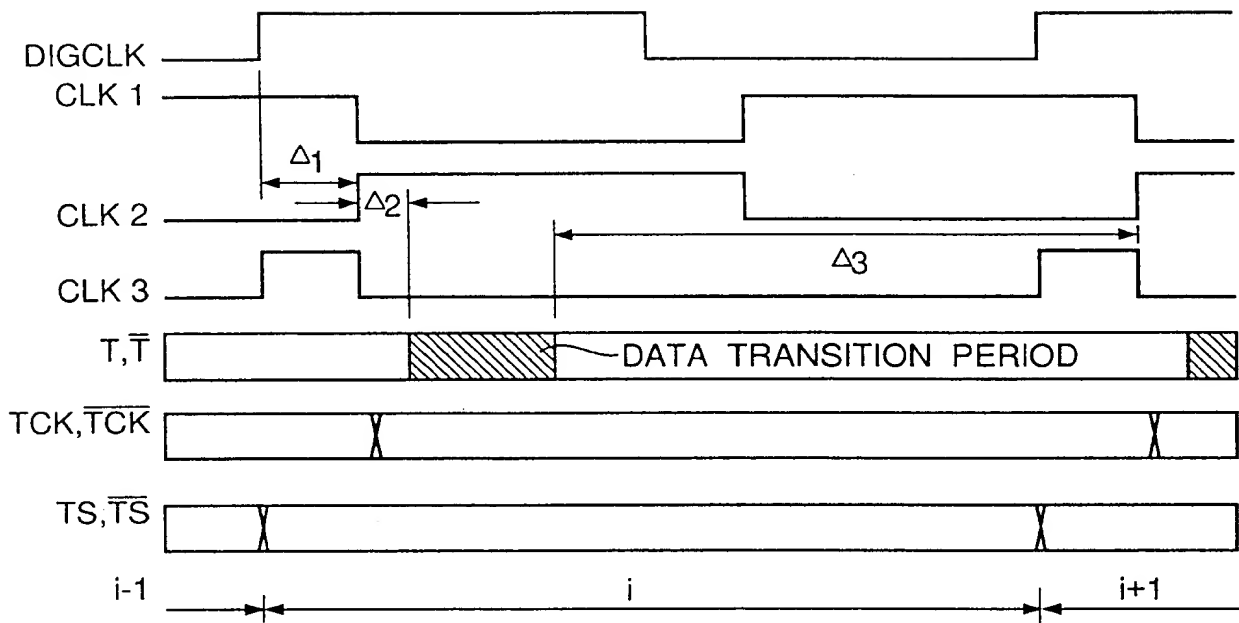 DIGCLK
CLK 1
Δ1
CLK 2
Δ2
Δ3
CLK 3
T,T̅
DATA TRANSITION PERIOD
TCK,T̅C̅K̅
TS,T̅S̅
i-1
i
i+1